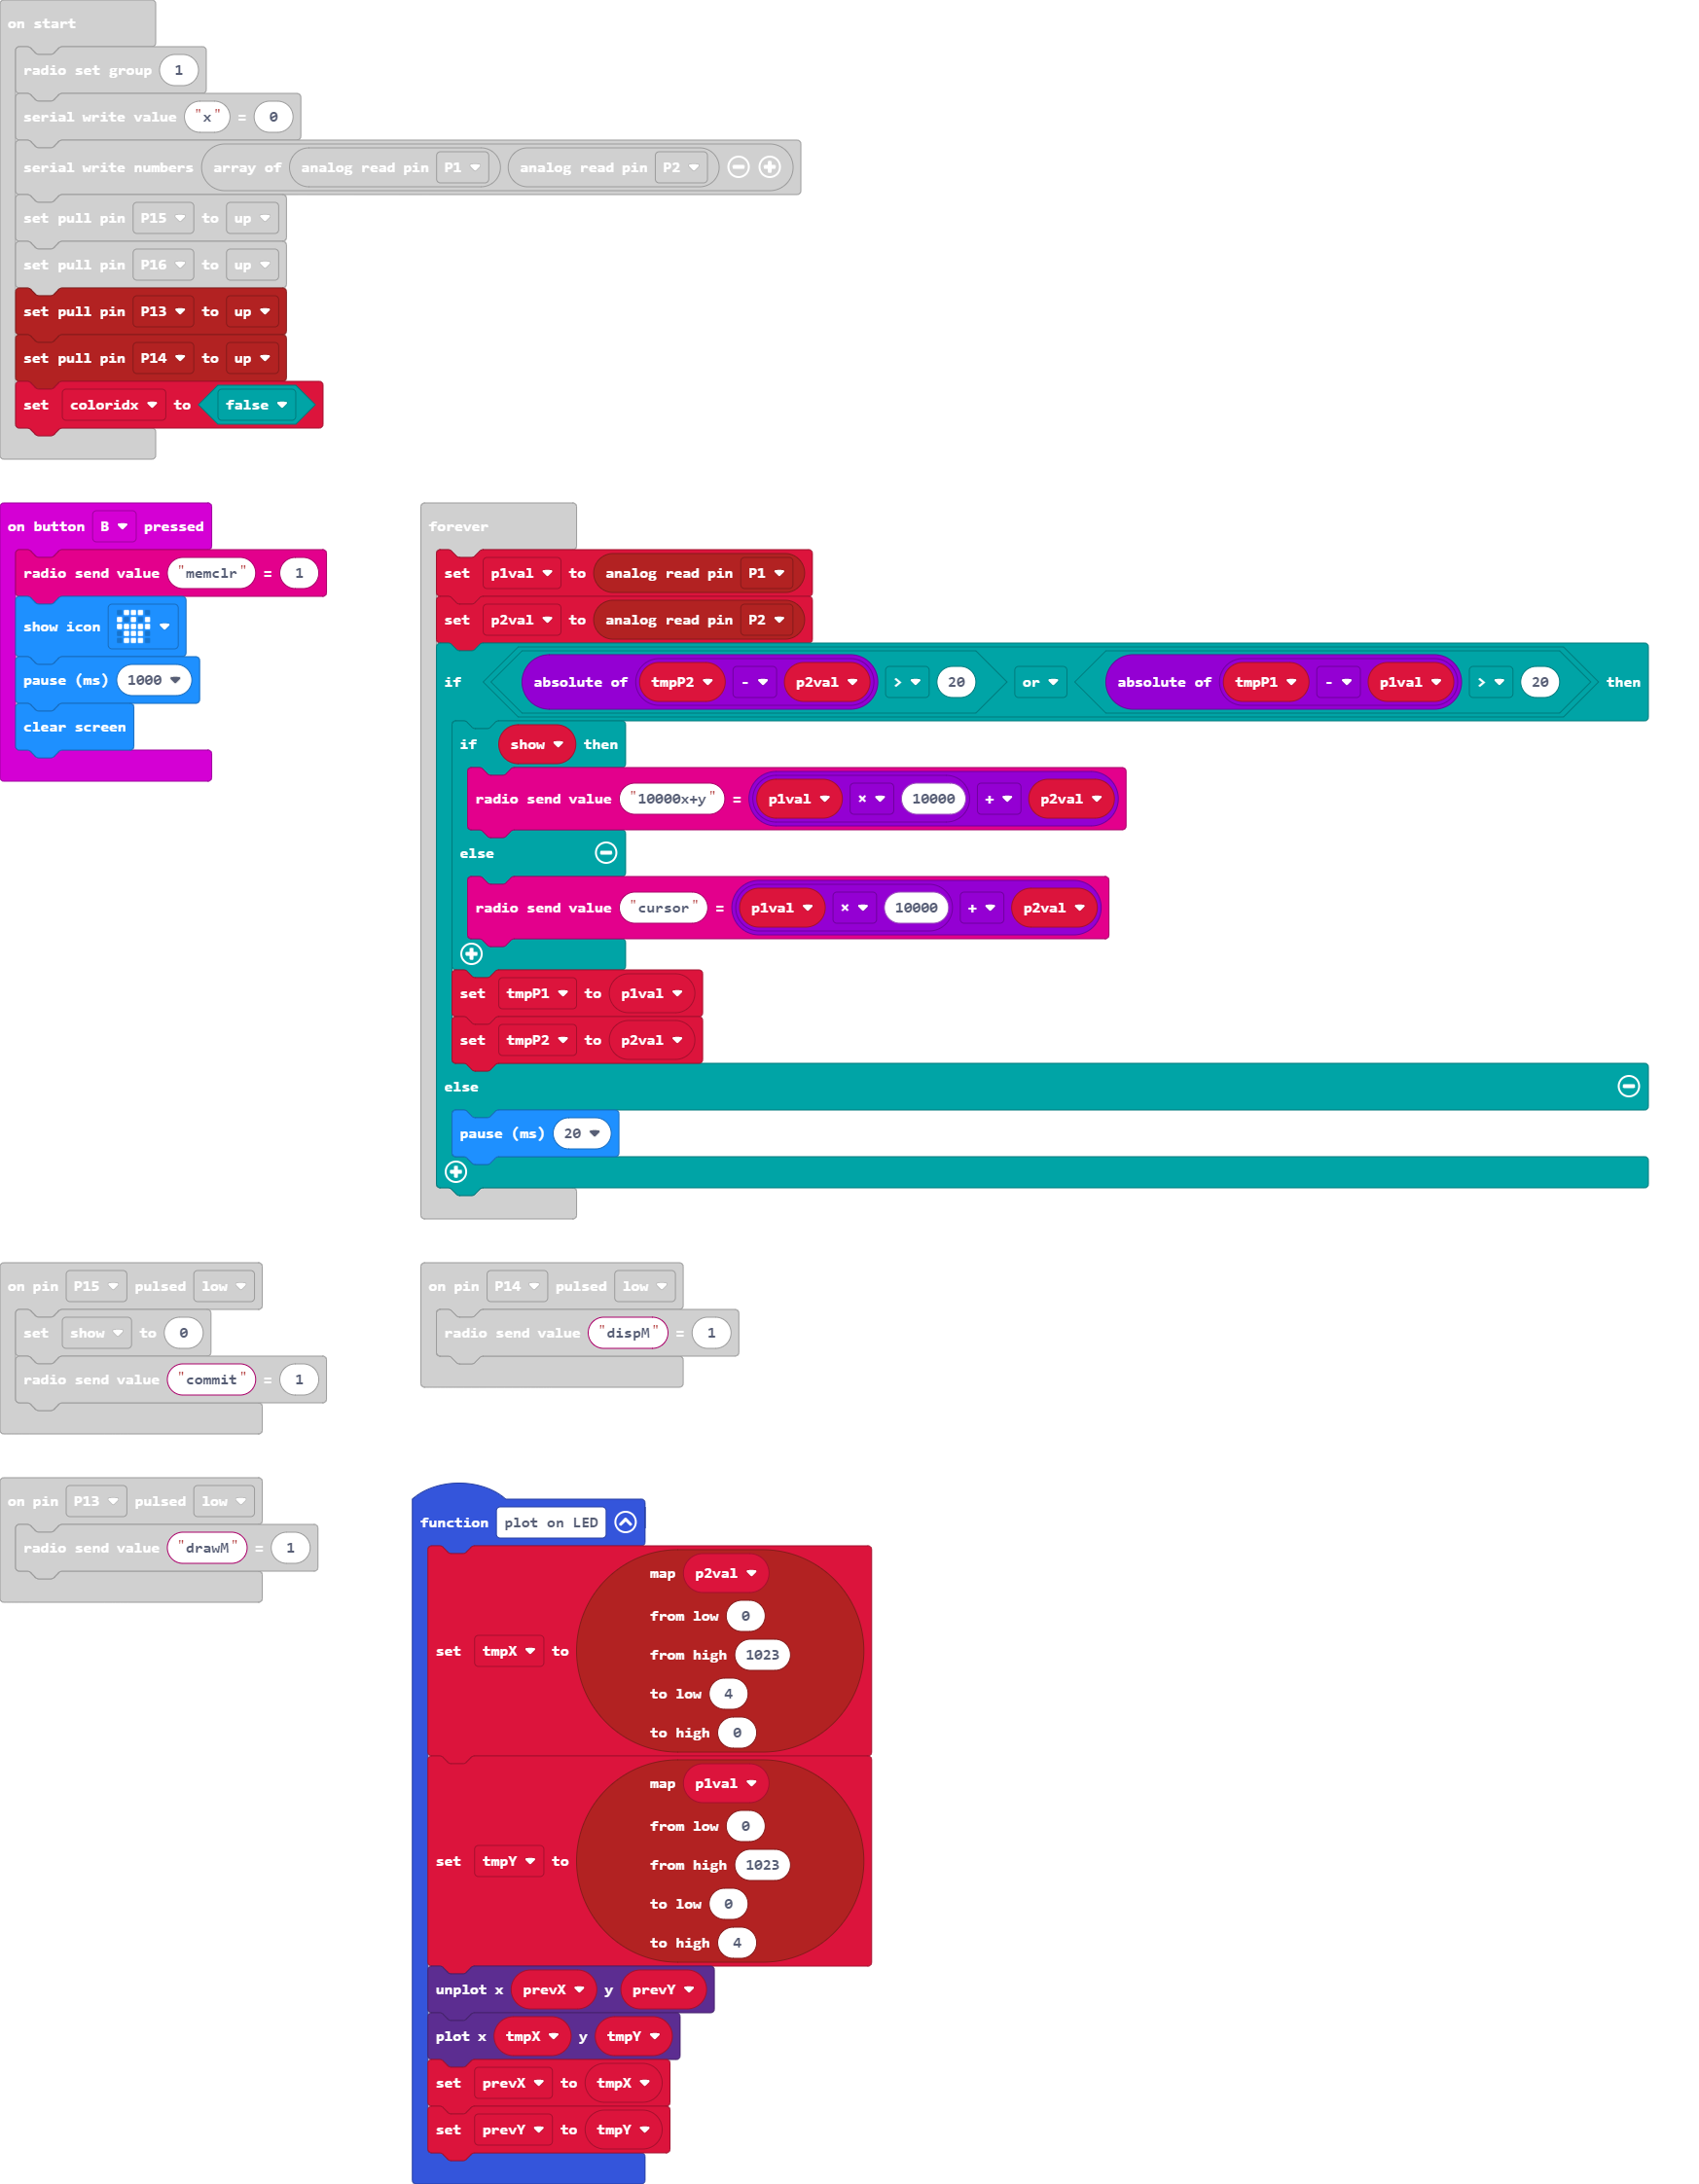 on start
radio set group 1
serial write value "x" = 0
serial write numbers array of analog read pin P1 analog read pin P2
set pull pin P15 to up
set pull pin P16 to up
set pull pin P13 to up
set pull pin P14 to up
set coloridx to false
on button B pressed
radio send value "memclr" = 1
show icon
pause (ms) 1000
clear screen
forever
set p1val to analog read pin P1
set p2val to analog read pin P2
if absolute of tmpP2 - p2val > 20 or absolute of tmpP1 - p1val > 20 then
if show then
radio send value "10000x+y" = p1val × 10000 + p2val
else
radio send value "cursor" = p1val × 10000 + p2val
set tmpP1 to p1val
set tmpP2 to p2val
else
pause (ms) 20
on pin P15 pulsed low
set show to 0
radio send value "commit" = 1
on pin P14 pulsed low
radio send value "dispM" = 1
on pin P13 pulsed low
radio send value "drawM" = 1
function plot on LED
set tmpX to map p2val
from low 0
from high 1023
to low 4
to high 0
set tmpY to map p1val
from low 0
from high 1023
to low 0
to high 4
unplot x prevX y prevY
plot x tmpX y tmpY
set prevX to tmpX
set prevY to tmpY